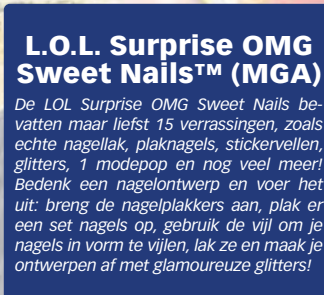 L.O.L. Surprise OMG
Sweet Nails™ (MGA)
De LOL Surprise OMG Sweet Nails be-
vatten maar liefst 15 verrassingen, zoals
echte nagellak, plaknagels, stickervellen,
glitters, 1 modepop en nog veel meer!
Bedenk een nagelontwerp en voer het
uit: breng de nagelplakkers aan, plak er
een set nagels op, gebruik de vijl om je
nagels in vorm te vijlen, lak ze en maak je
ontwerpen af met glamoureuze glitters!